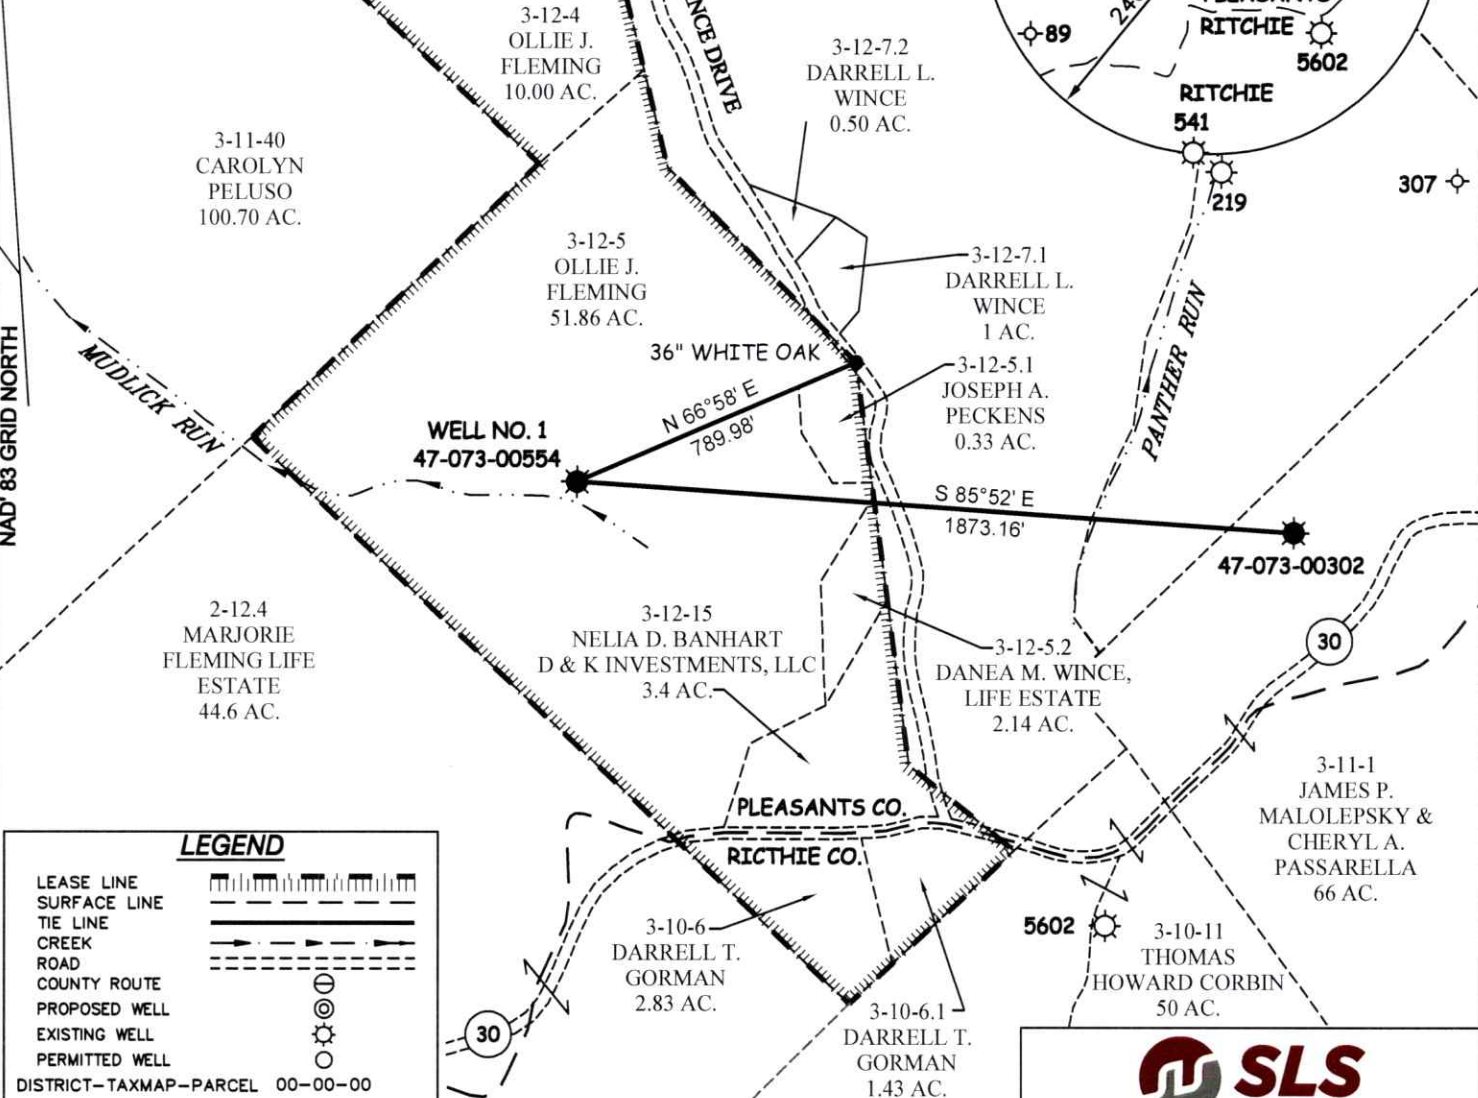 3-12-4
OLLIE J.
FLEMING
10.00 AC.
NCE DRIVE
3-12-7.2
DARRELL L.
WINCE
0.50 AC.
89
RITCHIE
5602
RITCHIE
541
219
307
3-11-40
CAROLYN
PELUSO
100.70 AC.
3-12-5
OLLIE J.
FLEMING
51.86 AC.
3-12-7.1
DARRELL L.
WINCE
1 AC.
PANTHER RUN
NAD' 83 GRID NORTH
MUDLICK RUN
36" WHITE OAK
3-12-5.1
JOSEPH A.
PECKENS
0.33 AC.
N 66°58' E
789.98'
WELL NO. 1
47-073-00554
S 85°52' E
1873.16'
47-073-00302
2-12.4
MARJORIE
FLEMING LIFE
ESTATE
44.6 AC.
3-12-15
NELIA D. BANHART
D & K INVESTMENTS, LLC
3.4 AC.
3-12-5.2
DANEA M. WINCE,
LIFE ESTATE
2.14 AC.
30
3-11-1
JAMES P.
MALOLEPSKY &
CHERYL A.
PASSARELLA
66 AC.
PLEASANTS CO.
RICTHIE CO.
3-10-6
DARRELL T.
GORMAN
2.83 AC.
3-10-6.1
DARRELL T.
GORMAN
1.43 AC.
5602
3-10-11
THOMAS
HOWARD CORBIN
50 AC.
30
LEGEND
LEASE LINE
SURFACE LINE
TIE LINE
CREEK
ROAD
COUNTY ROUTE
PROPOSED WELL
EXISTING WELL
PERMITTED WELL
DISTRICT-TAXMAP-PARCEL 00-00-00
SLS